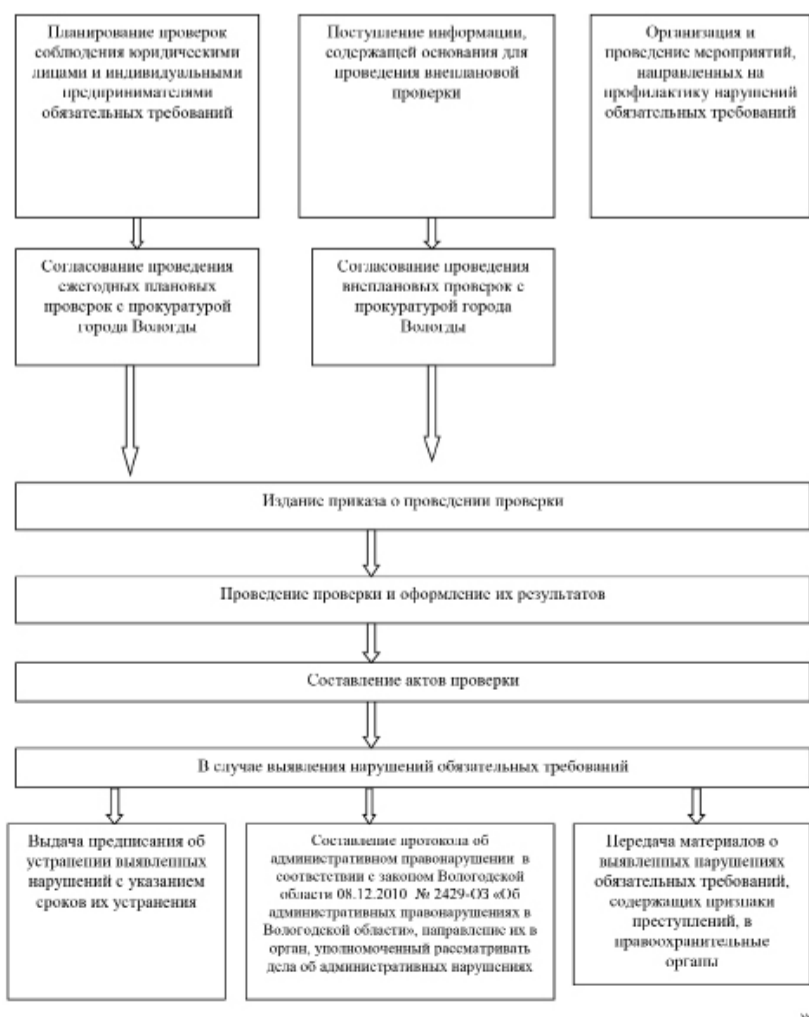 Планирование проверок
соблюдения юридическими
лицами и индивидуальными
предпринимателями
обязательных требований
Поступление информации,
содержащей основания для
проведения внеплановой
проверки
Организация и
проведение мероприятий,
направленных на
профилактику нарушений
обязательных требований
Согласование проведения
ежегодных плановых
проверок с прокуратурой
города Вологды
Согласование проведения
внеплановых проверок с
прокуратурой города
Вологды
Издание приказа о проведении проверки
Проведение проверки и оформление их результатов
Составление актов проверки
В случае выявления нарушений обязательных требований
Выдача предписания об
устранении выявленных
нарушений с указанием
сроков их устранения
Составление протокола об
административном правонарушении в
соответствии с законом Вологодской
области 08.12.2010 № 2429-ОЗ «Об
административных правонарушениях в
Вологодской области», направление их в
орган, уполномоченный рассматривать
дела об административных нарушениях
Передача материалов о
выявленных нарушениях
обязательных требований,
содержащих признаки
преступлений, в
правоохранительные
органы
»